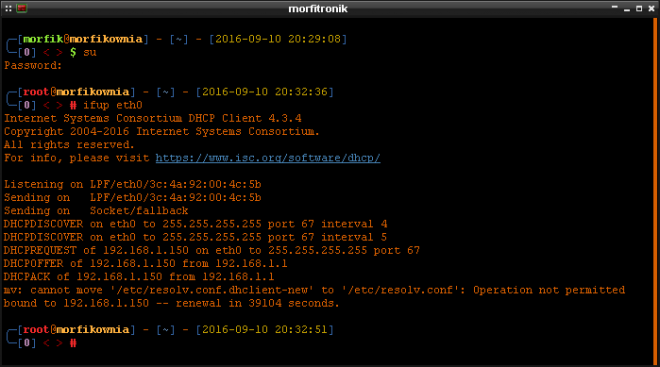 morfitronik
[morfik@morfikownia] - [~] - [2016-09-10 20:29:08]
[0] < > $ su
Password:
[root@morfikownia] - [~] - [2016-09-10 20:32:36]
[0] < > # ifup eth0
Internet Systems Consortium DHCP Client 4.3.4
Copyright 2004-2016 Internet Systems Consortium.
All rights reserved.
For info, please visit https://www.isc.org/software/dhcp/
Listening on LPF/eth0/3c:4a:92:00:4c:5b
Sending on   LPF/eth0/3c:4a:92:00:4c:5b
Sending on   Socket/fallback
DHCPDISCOVER on eth0 to 255.255.255.255 port 67 interval 4
DHCPDISCOVER on eth0 to 255.255.255.255 port 67 interval 5
DHCPREQUEST of 192.168.1.150 on eth0 to 255.255.255.255 port 67
DHCPOFFER of 192.168.1.150 from 192.168.1.1
DHCPACK of 192.168.1.150 from 192.168.1.1
mv: cannot move '/etc/resolv.conf.dhclient-new' to '/etc/resolv.conf': Operation not permitted
bound to 192.168.1.150 -- renewal in 39104 seconds.
[root@morfikownia] - [~] - [2016-09-10 20:32:51]
[0] < > #